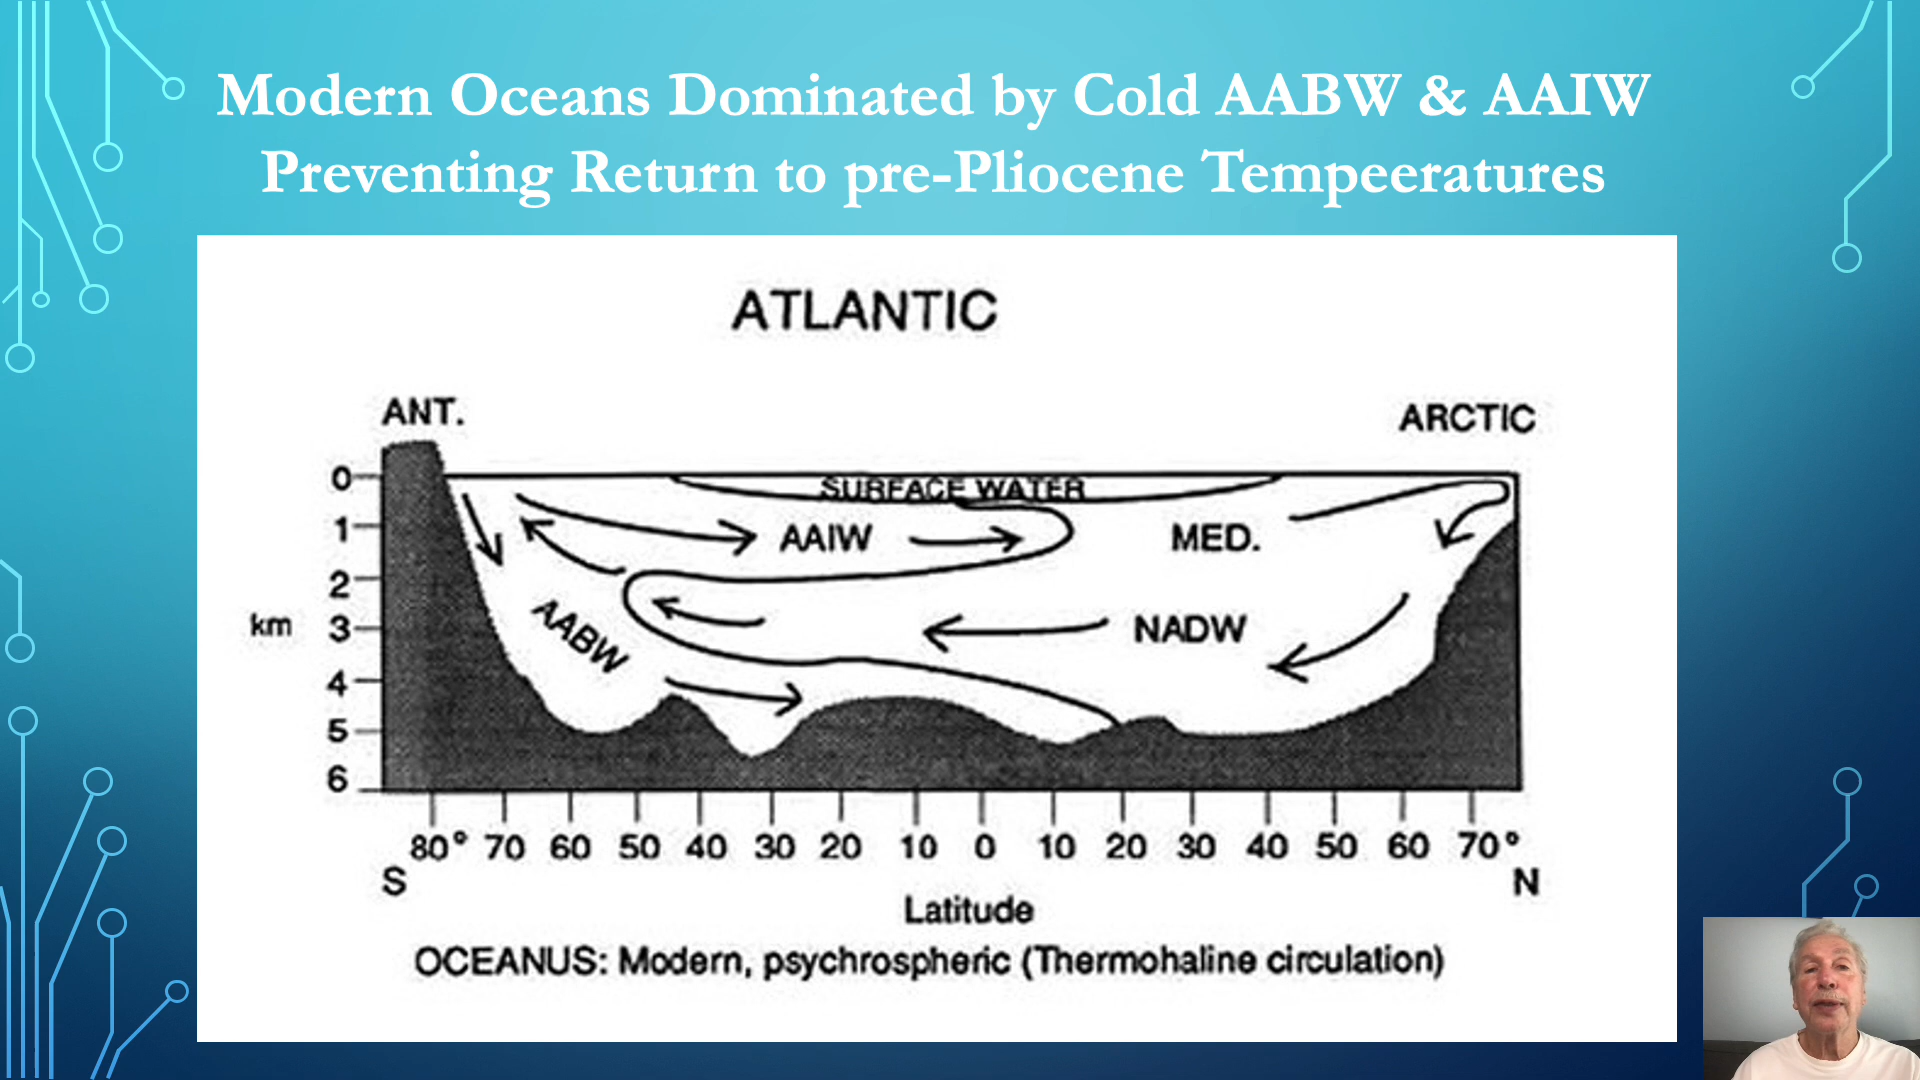 Modern Oceans Dominated by Cold AABW & AAIW
Preventing Return to pre-Pliocene Tempeeratures
ATLANTIC
ANT.
ARCTIC
0
SURFACE WATER
1
AAIW
MED.
2
km
3
AABW
NADW
4
5
6
80° 70 60 50 40 30 20 10 0 10 20 30 40 50 60 70°
S
N
Latitude
OCEANUS: Modern, psychrospheric (Thermohaline circulation)